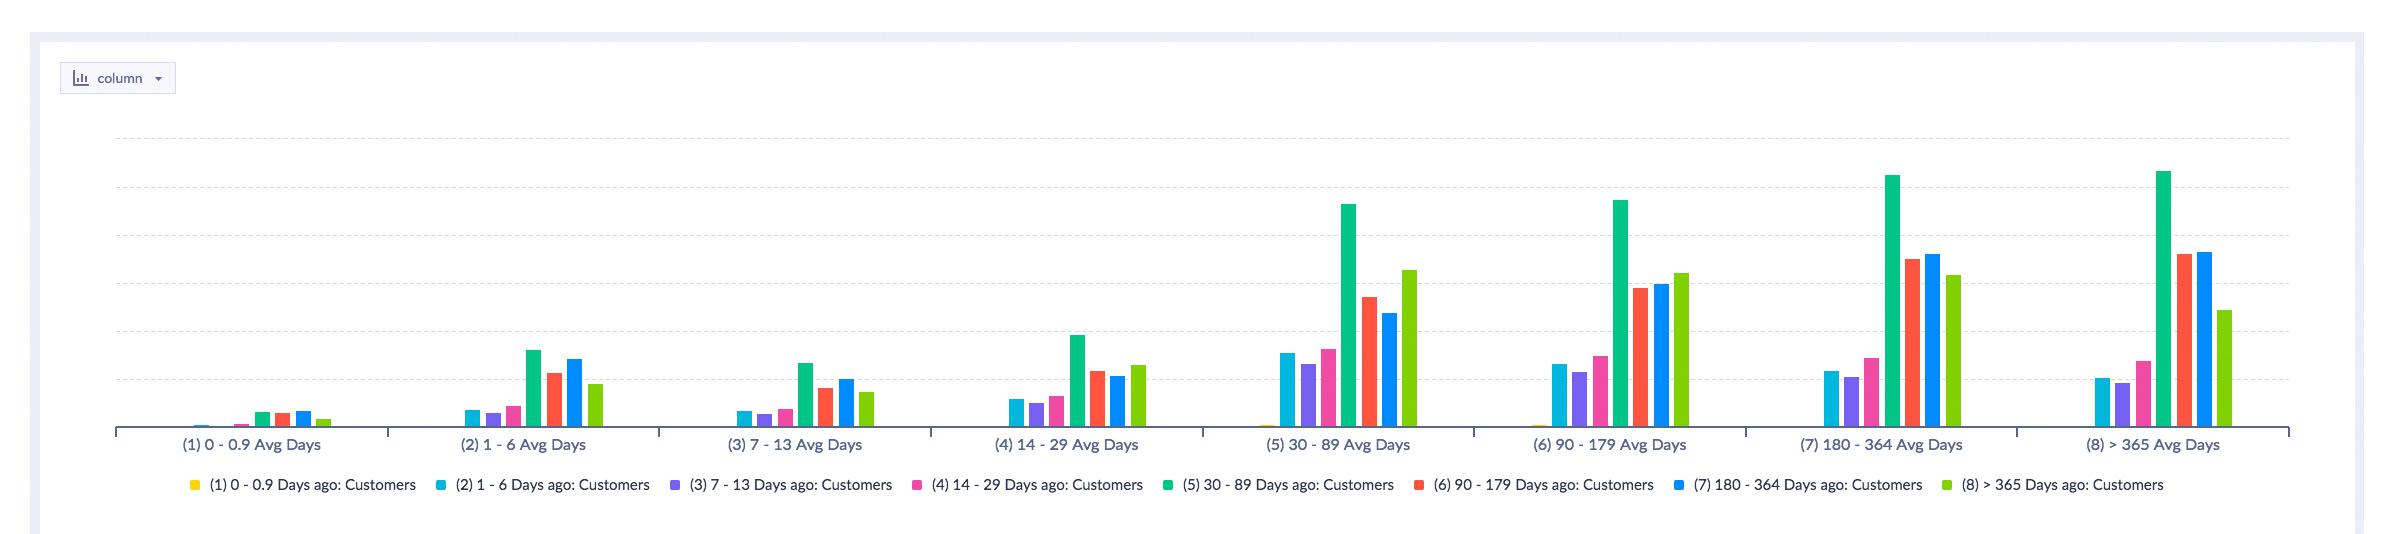 column
(1) 0 - 0.9 Avg Days (2) 1 - 6 Avg Days (3) 7 - 13 Avg Days (4) 14 - 29 Avg Days (5) 30 - 89 Avg Days (6) 90 - 179 Avg Days (7) 180 - 364 Avg Days (8) > 365 Avg Days
(1) 0 - 0.9 Days ago: Customers (2) 1 - 6 Days ago: Customers (3) 7 - 13 Days ago: Customers (4) 14 - 29 Days ago: Customers (5) 30 - 89 Days ago: Customers (6) 90 - 179 Days ago: Customers (7) 180 - 364 Days ago: Customers (8) > 365 Days ago: Customers